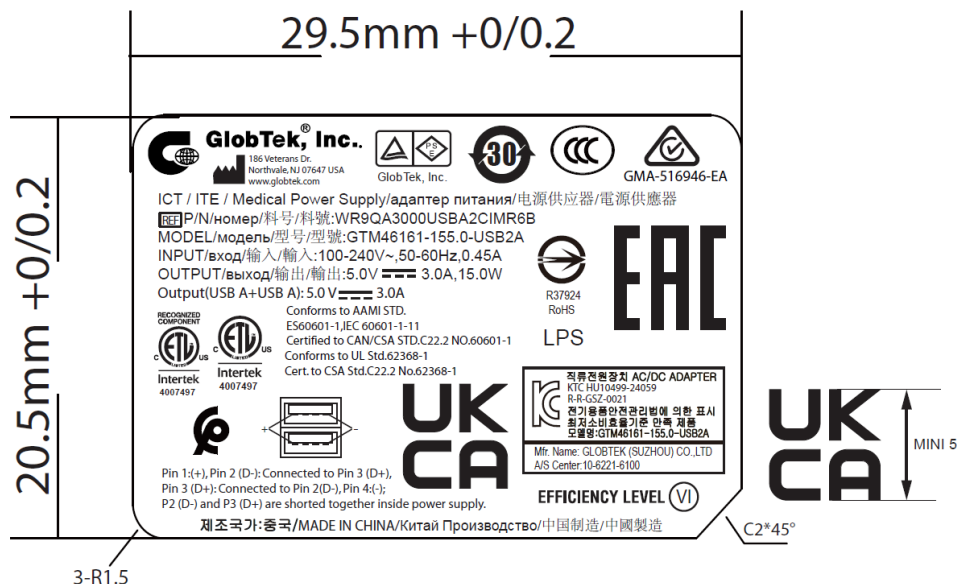 29.5mm +0/0.2
20.5mm +0/0.2
GlobTek, Inc.
®
186 Veterans Dr.
Northvale, NJ 07647 USA
www.globtek.com
PS
E
GlobTek, Inc.
30
CCC
GMA-516946-EA
ICT / ITE / Medical Power Supply/адаптер питания/电源供应器/電源供應器
REF P/N/номер/料号/料號:WR9QA3000USBA2CIMR6B
MODEL/модель/型号/型號:GTM46161-155.0-USB2A
INPUT/вход/输入/輸入:100-240V~,50-60Hz,0.45A
OUTPUT/выход/输出/輸出:5.0V 3.0A,15.0W
Output(USB A+USB A): 5.0 V 3.0A
R37924
RoHS
LPS
EAC
RECOGNIZED
COMPONENT
C ETL US
Intertek
4007497
C ETL US
Intertek
4007497
Conforms to AAMI STD.
ES60601-1,IEC 60601-1-11
Certified to CAN/CSA STD.C22.2 NO.60601-1
Conforms to UL Std.62368-1
Cert. to CSA Std.C22.2 No.62368-1
직류전원장치 AC/DC ADAPTER
KTC HU10499-24059
R-R-GSZ-0021
전기용품안전관리법에 의한 표시
최저소비효율기준 만족 제품
모델명:GTM46161-155.0-USB2A
Mfr. Name: GLOBTEK (SUZHOU) CO.,LTD
A/S Center:10-6221-6100
+ -
UK
CA
UK
CA
MINI 5
Pin 1:(+), Pin 2 (D-): Connected to Pin 3 (D+),
Pin 3 (D+): Connected to Pin 2(D-), Pin 4:(-);
P2 (D-) and P3 (D+) are shorted together inside power supply.
EFFICIENCY LEVEL VI
제조국가:중국/MADE IN CHINA/Китай Производство/中国制造/中國製造
C2*45°
3-R1.5